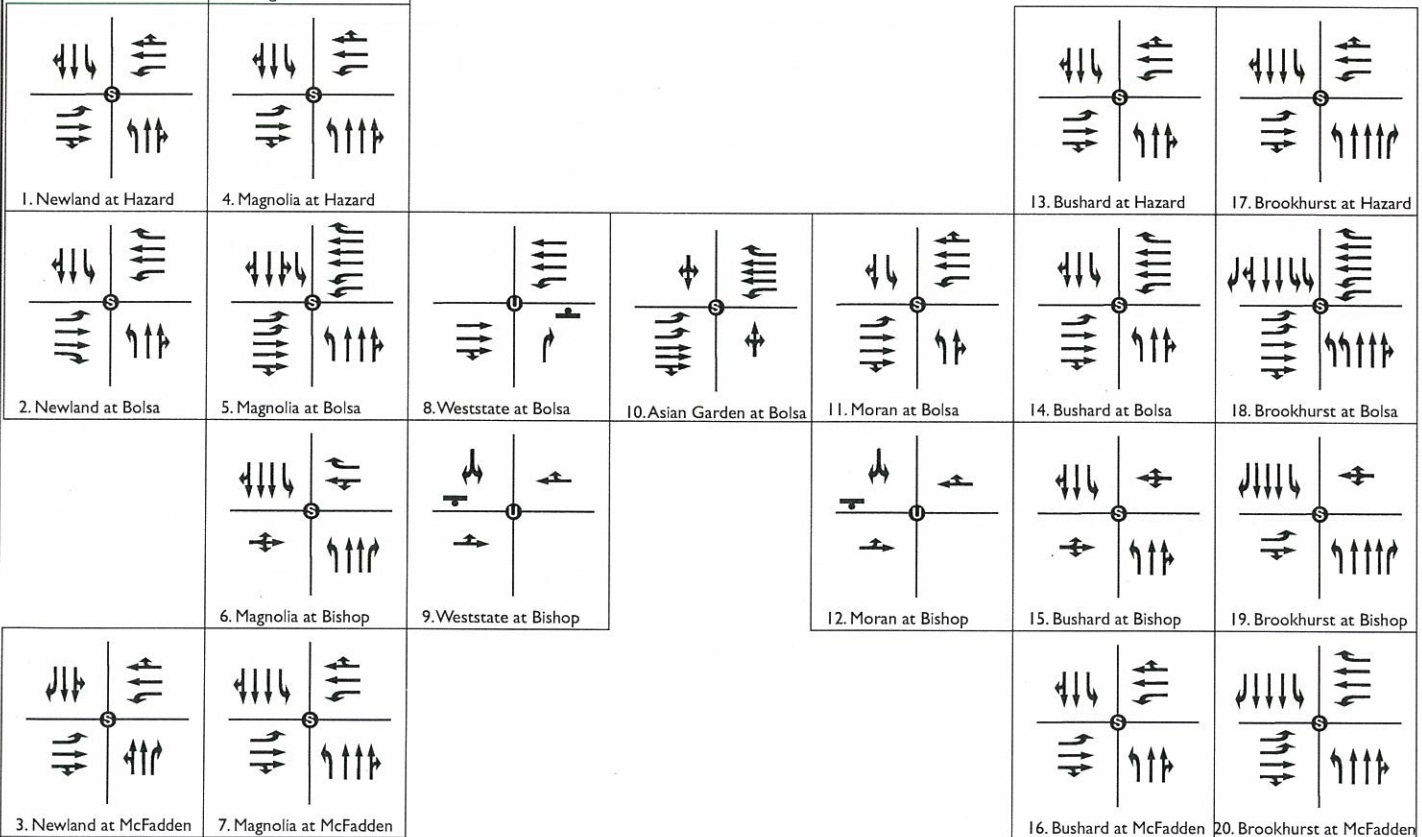 S
S
S
S
1. Newland at Hazard
4. Magnolia at Hazard
13. Bushard at Hazard
17. Brookhurst at Hazard
S
S
U
S
S
S
S
2. Newland at Bolsa
5. Magnolia at Bolsa
8. Weststate at Bolsa
10. Asian Garden at Bolsa
11. Moran at Bolsa
14. Bushard at Bolsa
18. Brookhurst at Bolsa
S
U
U
S
S
6. Magnolia at Bishop
9. Weststate at Bishop
12. Moran at Bishop
15. Bushard at Bishop
19. Brookhurst at Bishop
S
S
S
S
3. Newland at McFadden
7. Magnolia at McFadden
16. Bushard at McFadden
20. Brookhurst at McFadden